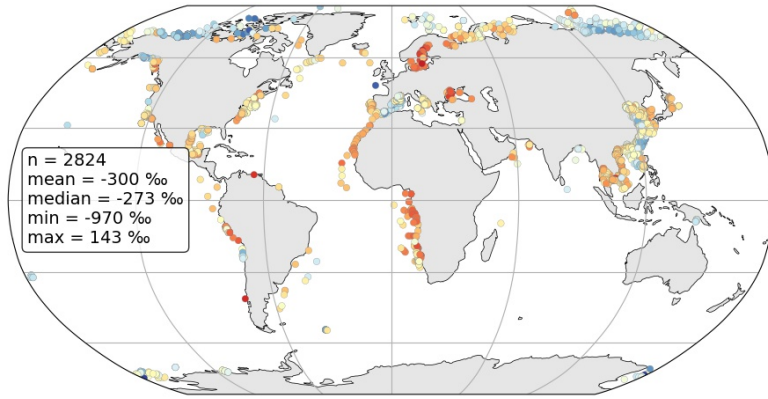 n = 2824
mean = -300 ‰
median = -273 ‰
min = -970 ‰
max = 143 ‰